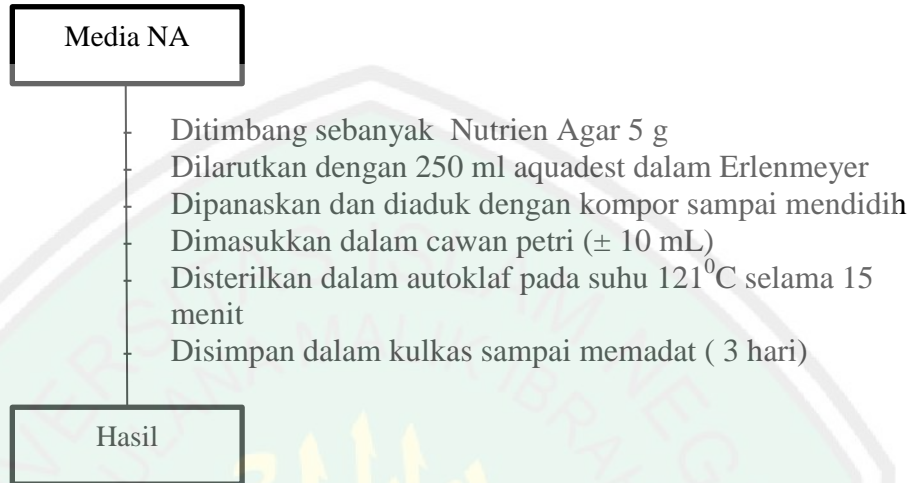 Media NA
- Ditimbang sebanyak Nutrien Agar 5 g
- Dilarutkan dengan 250 ml aquadest dalam Erlenmeyer
- Dipanaskan dan diaduk dengan kompor sampai mendidih
- Dimasukkan dalam cawan petri (± 10 mL)
- Disterilkan dalam autoklaf pada suhu 121⁰C selama 15
menit
- Disimpan dalam kulkas sampai memadat ( 3 hari)
Hasil